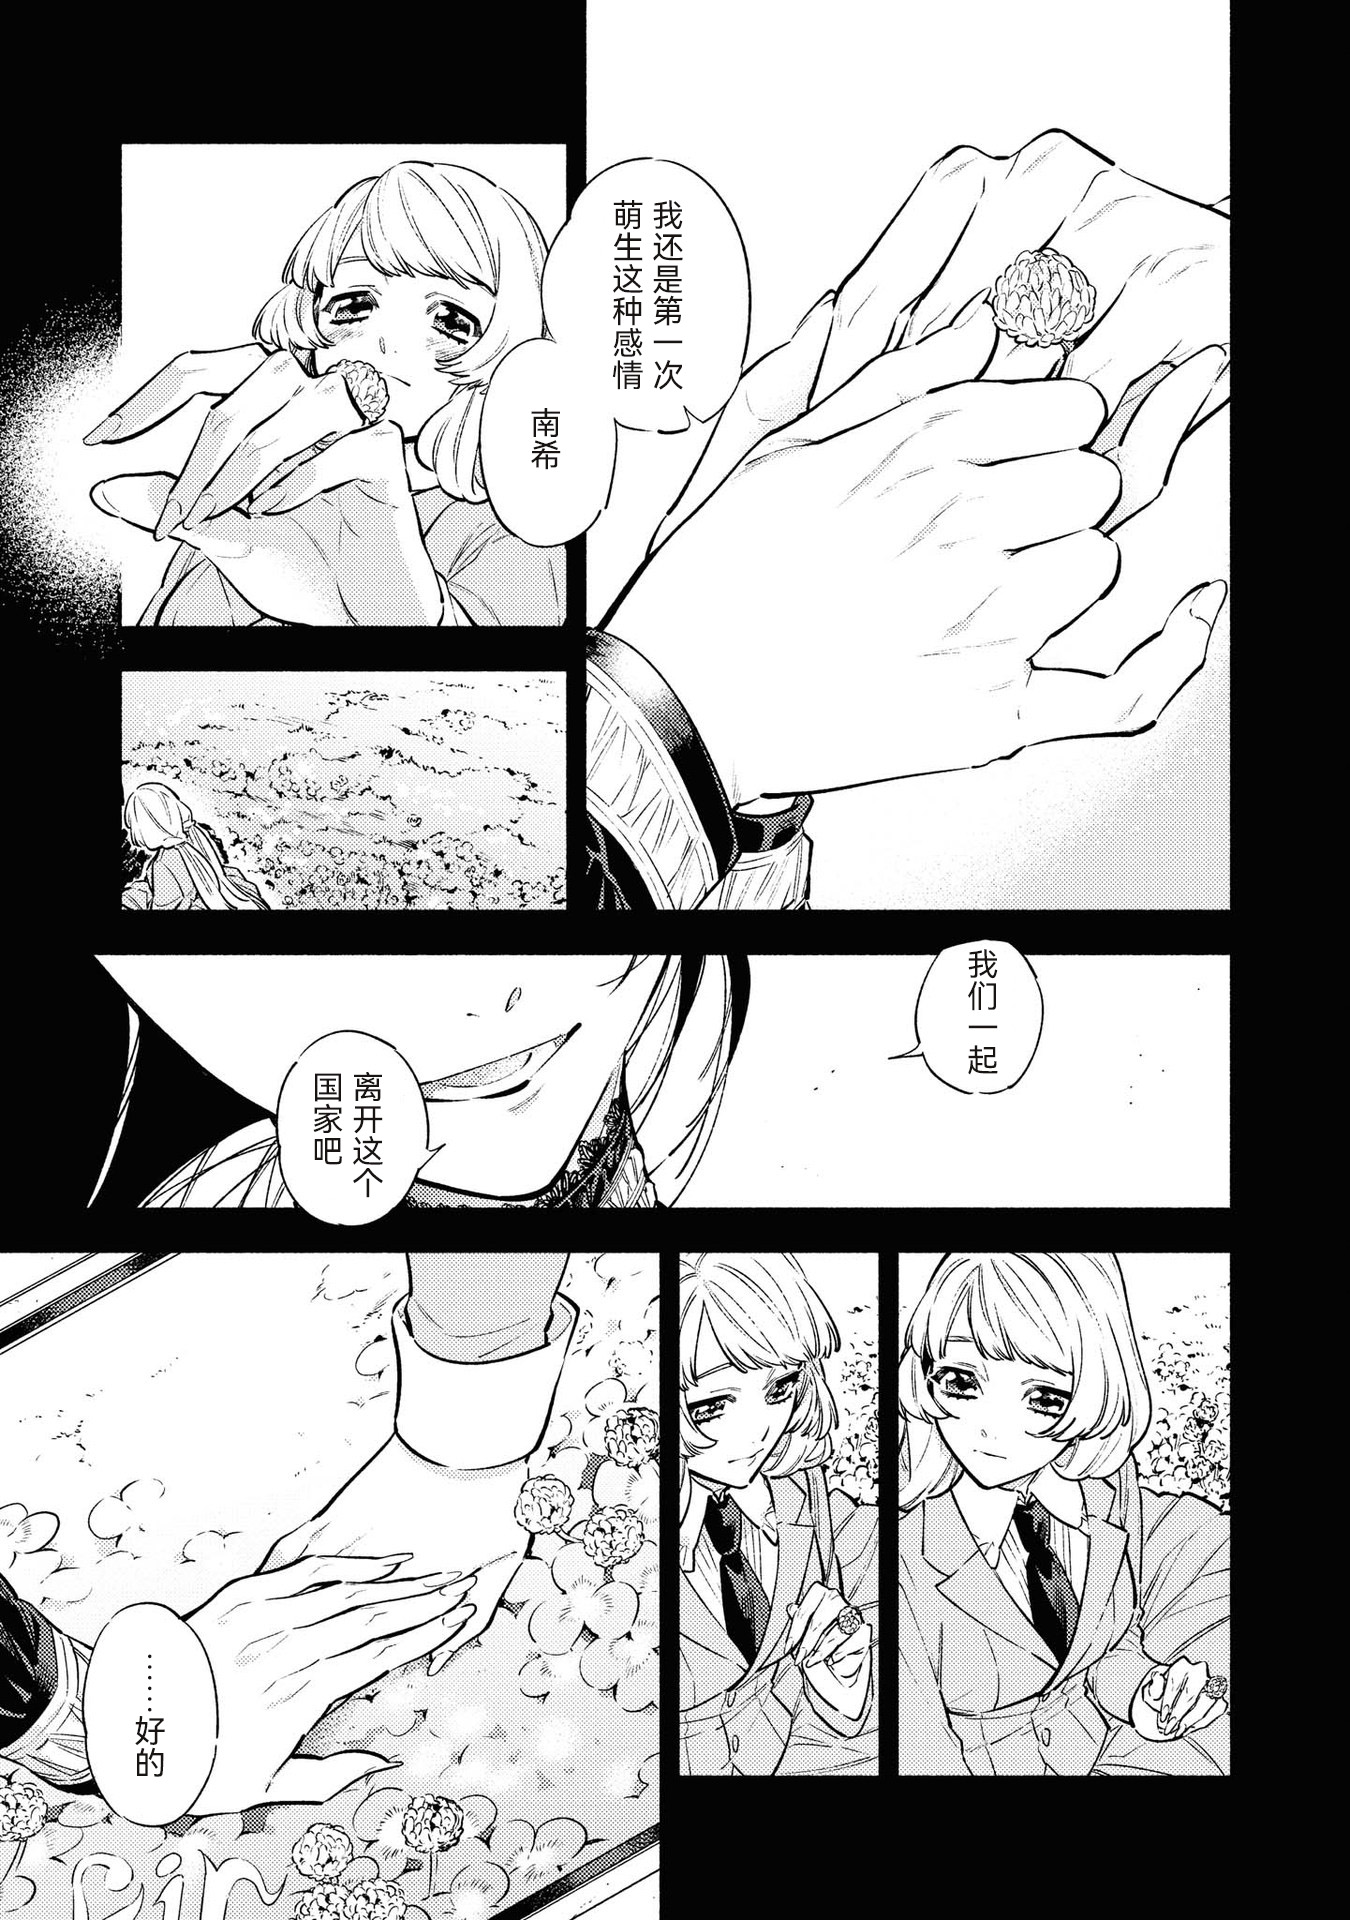 我还是第一次
萌生这种感情
南希
我们一起
离开这个
国家吧
……好的